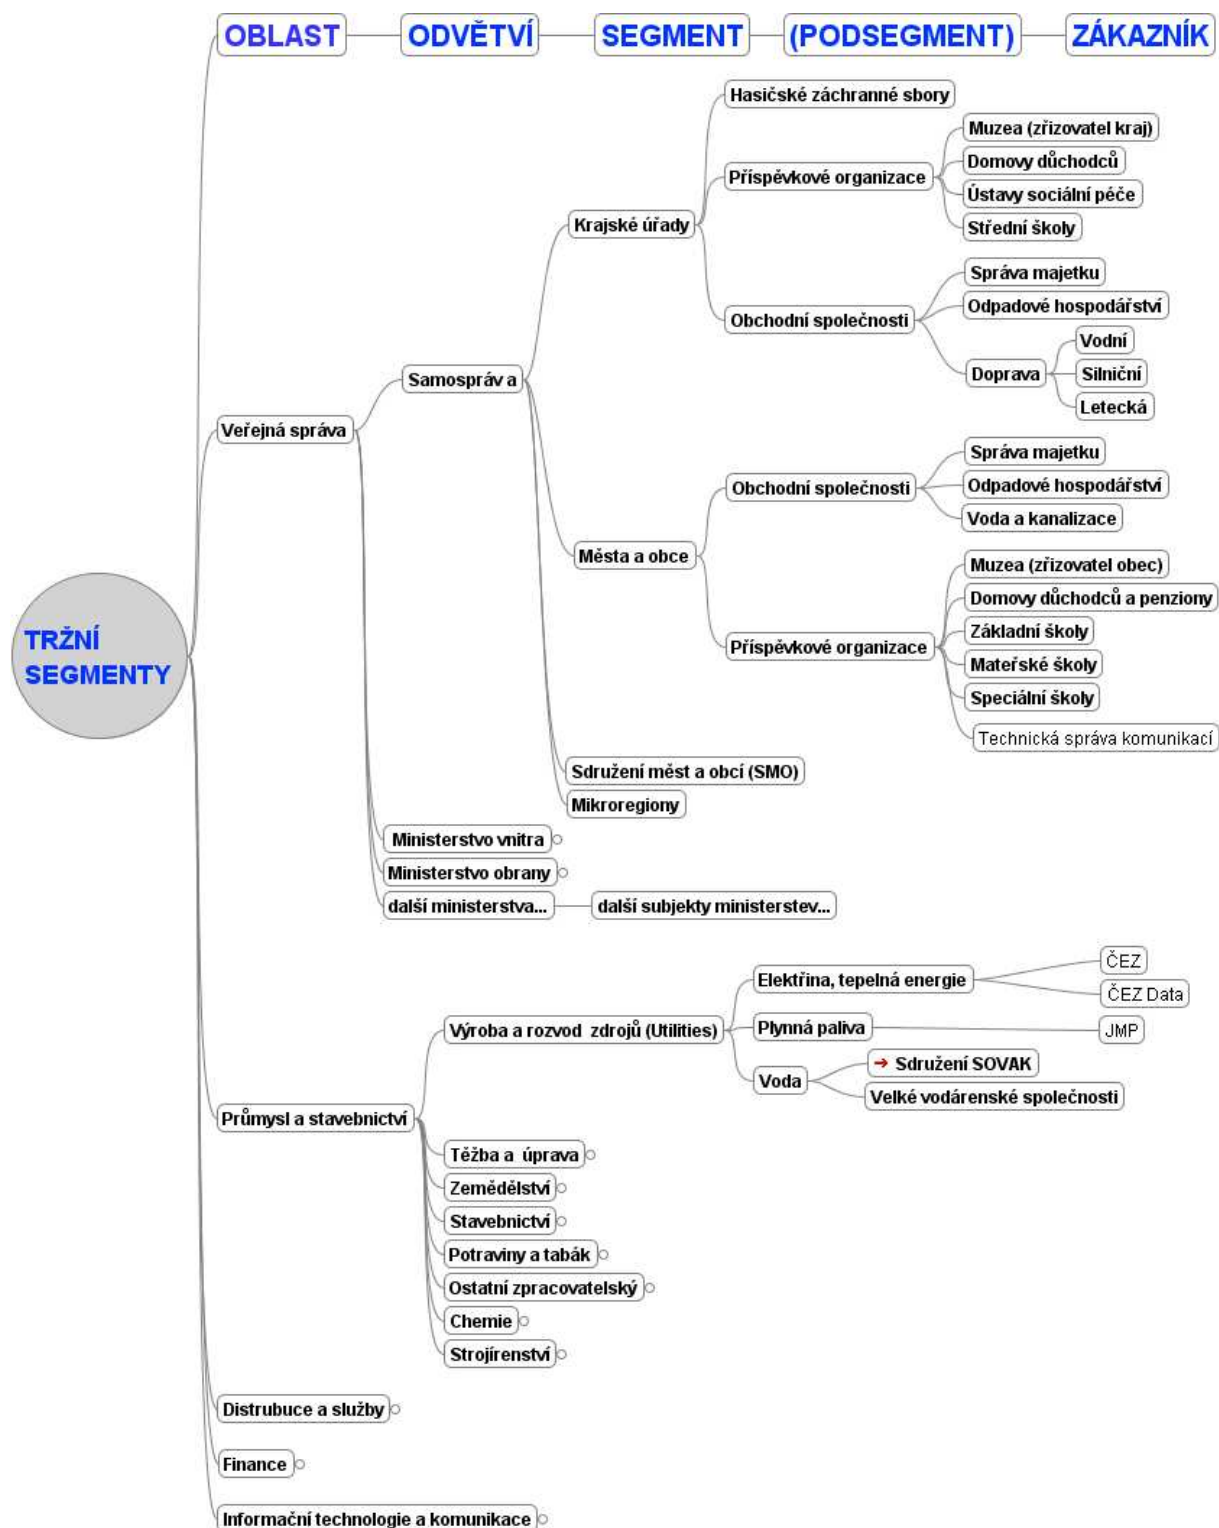 OBLAST
ODVĚTVÍ
SEGMENT
(PODSEGMENT)
ZÁKAZNÍK
Hasičské záchranné sbory
Muzea (zřizovatel kraj)
Domovy důchodců
Příspěvkové organizace
Ústavy sociální péče
Střední školy
Krajské úřady
Správa majetku
Odpadové hospodářství
Obchodní společnosti
Vodní
Doprava
Silniční
Letecká
Samospráv a
Veřejná správa
Správa majetku
Obchodní společnosti
Odpadové hospodářství
Voda a kanalizace
Města a obce
Muzea (zřizovatel obec)
Domovy důchodců a penziony
Základní školy
Příspěvkové organizace
Mateřské školy
Speciální školy
Technická správa komunikací
TRŽNÍ
SEGMENTY
Sdružení měst a obcí (SMO)
Mikroregiony
Ministerstvo vnitra
Ministerstvo obrany
další ministerstva...
další subjekty ministerstev...
Elektřina, tepelná energie
ČEZ
ČEZ Data
Výroba a rozvod zdrojů (Utilities)
Plynná paliva
JMP
Voda
➔ Sdružení SOVAK
Velké vodárenské společnosti
Průmysl a stavebnictví
Těžba a úprava
Zemědělství
Stavebnictví
Potraviny a tabák
Ostatní zpracovatelský
Chemie
Strojírenství
Distrubuce a služby
Finance
Informační technologie a komunikace